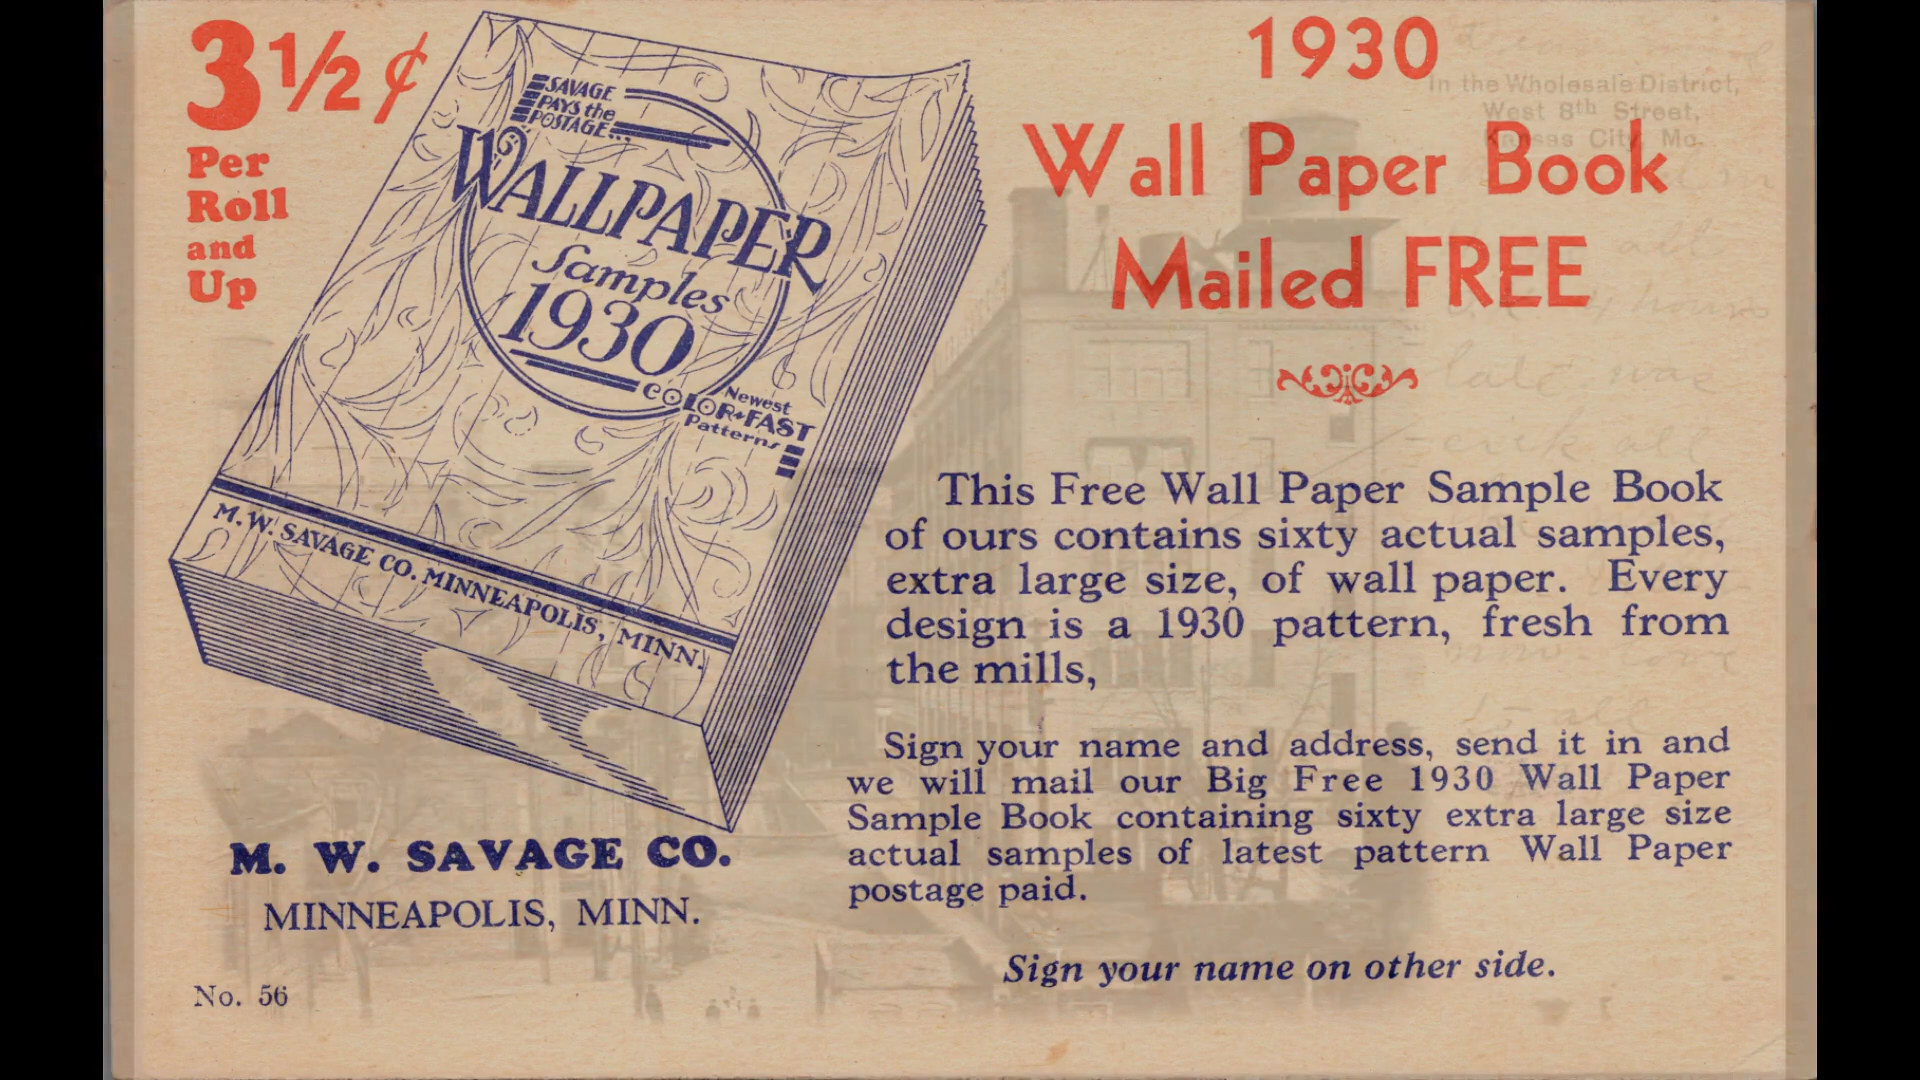 3½¢
Per
Roll
and
Up
SAVAGE
PAYS the
POSTAGE...
WALLPAPER
Samples
1930
Newest
COLOR-FAST
Patterns
M. W. SAVAGE CO. MINNEAPOLIS, MINN.
M. W. SAVAGE CO.
MINNEAPOLIS, MINN.
No. 56
1930
Wall Paper Book
Mailed FREE
In the Wholesale District,
West 8th Street,
Kansas City, Mo.
all
hours
late was
all
This Free Wall Paper Sample Book
of ours contains sixty actual samples,
extra large size, of wall paper. Every
design is a 1930 pattern, fresh from
the mills,
Sign your name and address, send it in and
we will mail our Big Free 1930 Wall Paper
Sample Book containing sixty extra large size
actual samples of latest pattern Wall Paper
postage paid.
Sign your name on other side.